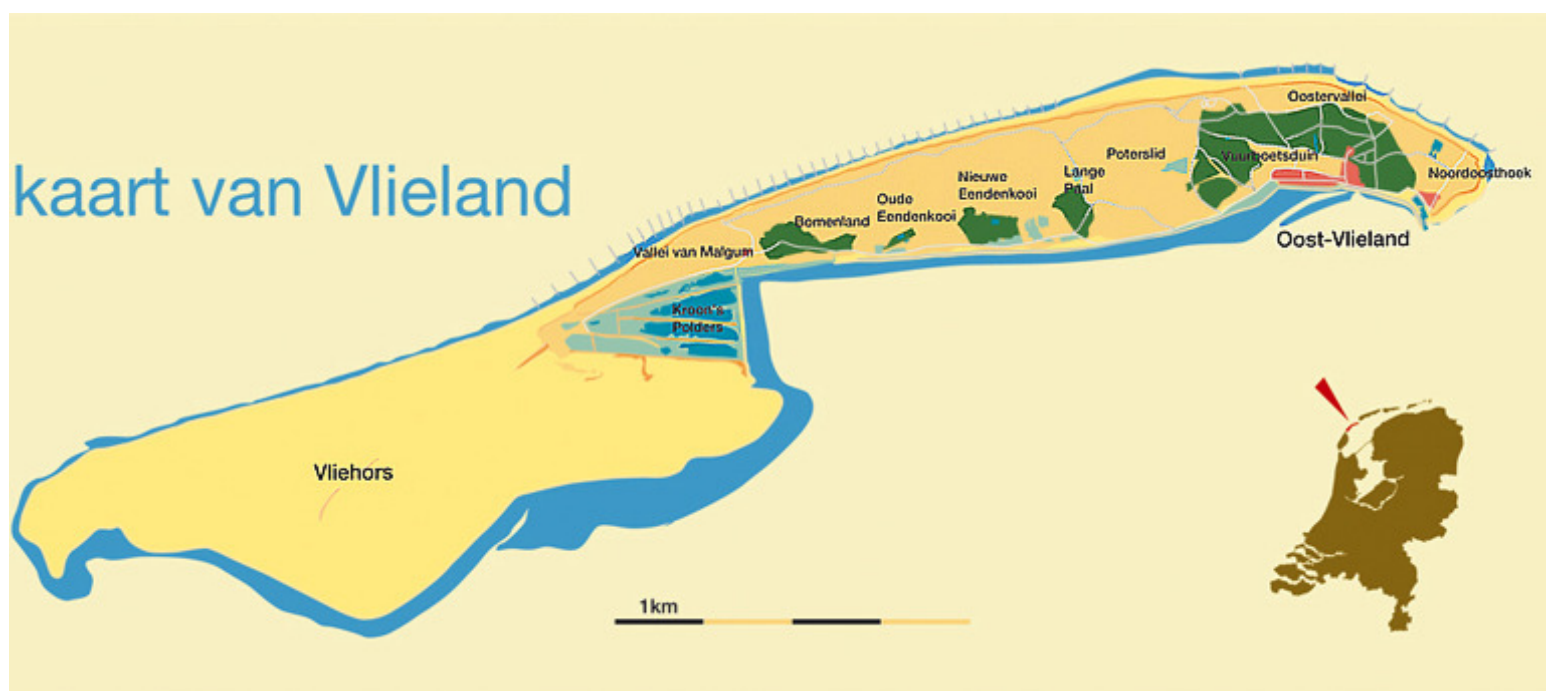 kaart van Vlieland
Oostervallei
Vuurboetsduin
Noordoosthoek
Poterslid
Lange
Paal
Nieuwe
Eendenkooi
Oude
Eendenkooi
Bomenland
Vallei van Malgum
Oost-Vlieland
Kroon's
Polders
Vliehors
1km